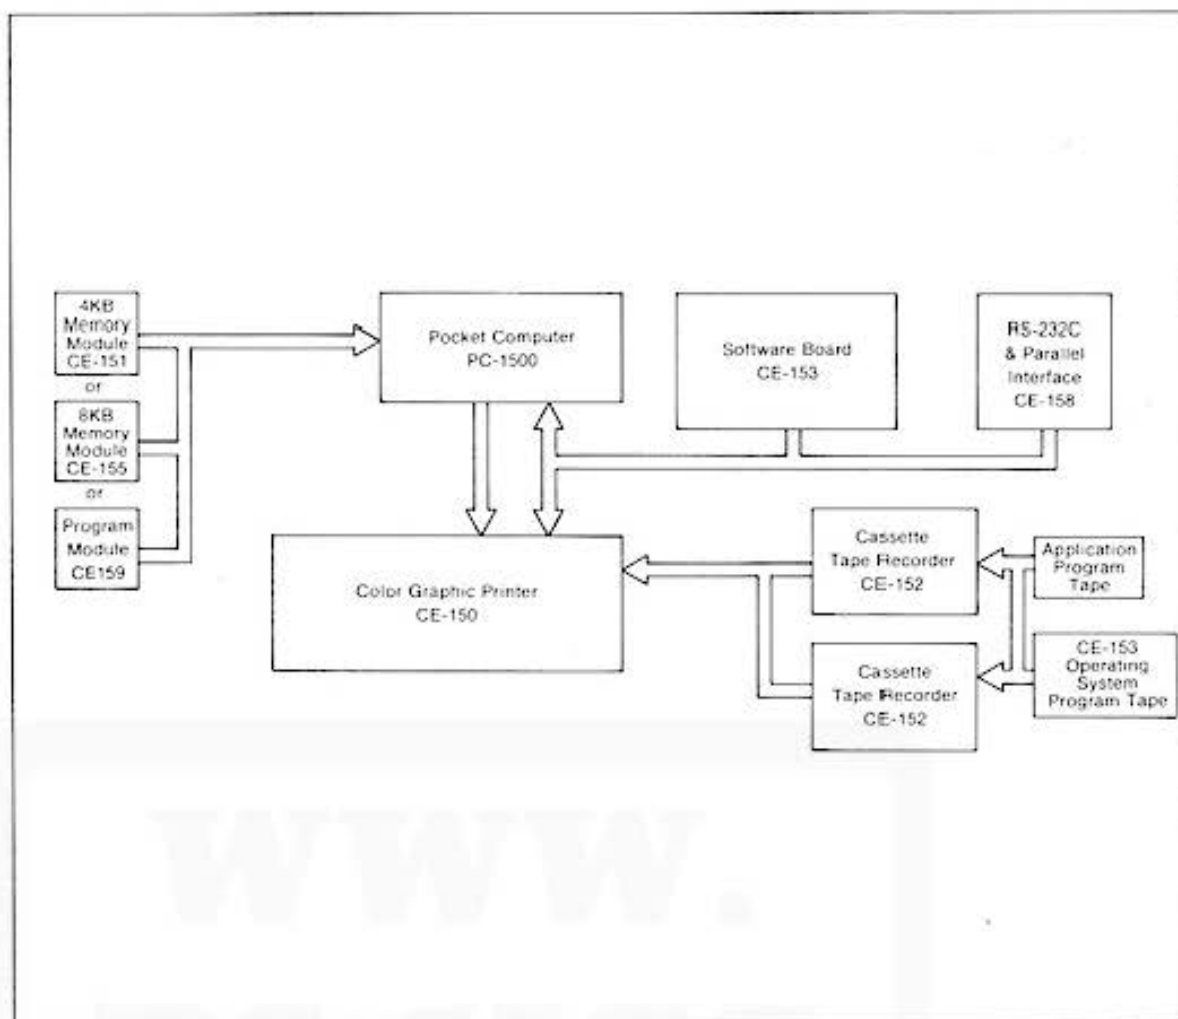 4KB
Memory
Module
CE-151
or
8KB
Memory
Module
CE-155
or
Program
Module
CE159
Pocket Computer
PC-1500
Software Board
CE-153
RS-232C
& Parallel
Interface
CE-158
Color Graphic Printer
CE-150
Cassette
Tape Recorder
CE-152
Cassette
Tape Recorder
CE-152
Application
Program
Tape
CE-153
Operating
System
Program Tape
www.